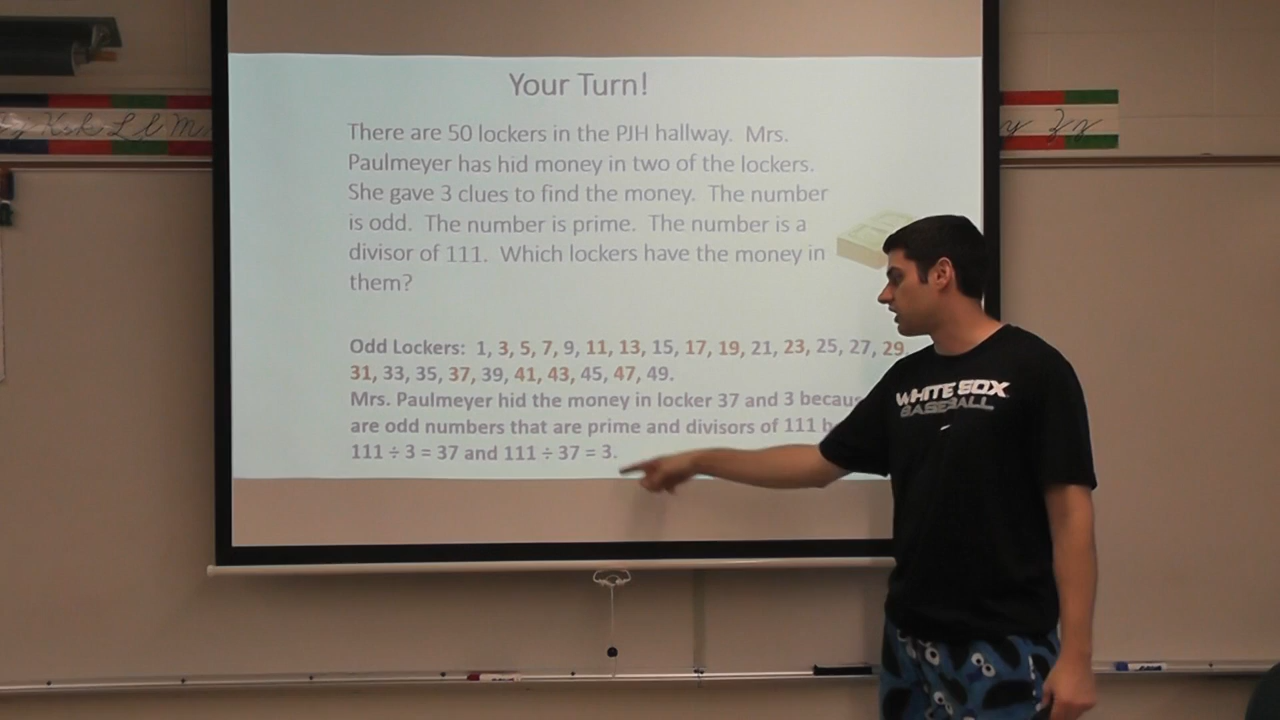 Your Turn!
There are 50 lockers in the PJH hallway. Mrs.
Paulmeyer has hid money in two of the lockers.
She gave 3 clues to find the money. The number
is odd. The number is prime. The number is a
divisor of 111. Which lockers have the money in
them?
Odd Lockers: 1, 3, 5, 7, 9, 11, 13, 15, 17, 19, 21, 23, 25, 27, 29
31, 33, 35, 37, 39, 41, 43, 45, 47, 49.
Mrs. Paulmeyer hid the money in locker 37 and 3
are odd numbers that are prime and divisors of 111
111 ÷ 3 = 37 and 111 ÷ 37 = 3.
Kk Ll M
Zz
WHITE SOX
BASEBALL